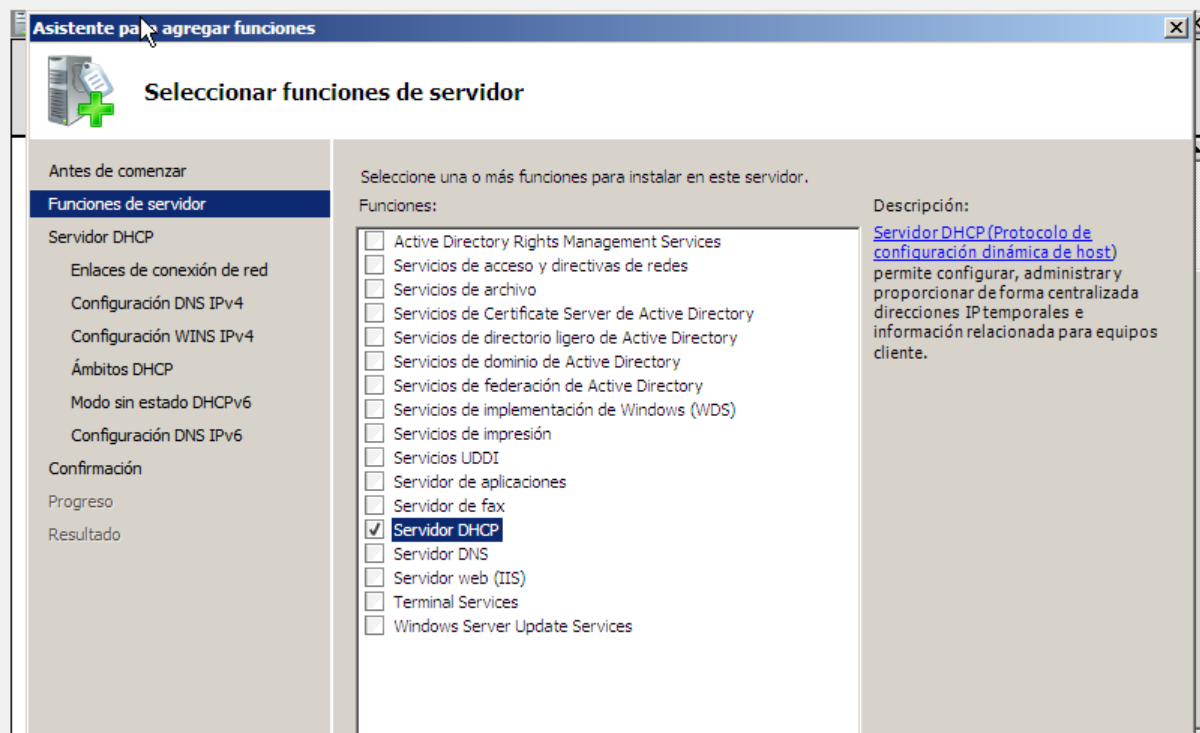 Asistente para agregar funciones
Seleccionar funciones de servidor
Antes de comenzar
Funciones de servidor
Servidor DHCP
Enlaces de conexión de red
Configuración DNS IPv4
Configuración WINS IPv4
Ámbitos DHCP
Modo sin estado DHCPv6
Configuración DNS IPv6
Confirmación
Progreso
Resultado
Seleccione una o más funciones para instalar en este servidor.
Funciones:
Active Directory Rights Management Services
Servicios de acceso y directivas de redes
Servicios de archivo
Servicios de Certificate Server de Active Directory
Servicios de directorio ligero de Active Directory
Servicios de dominio de Active Directory
Servicios de federación de Active Directory
Servicios de implementación de Windows (WDS)
Servicios de impresión
Servicios UDDI
Servidor de aplicaciones
Servidor de fax
Servidor DHCP
Servidor DNS
Servidor web (IIS)
Terminal Services
Windows Server Update Services
Descripción:
Servidor DHCP (Protocolo de
configuración dinámica de host)
permite configurar, administrar y
proporcionar de forma centralizada
direcciones IP temporales e
información relacionada para equipos
cliente.